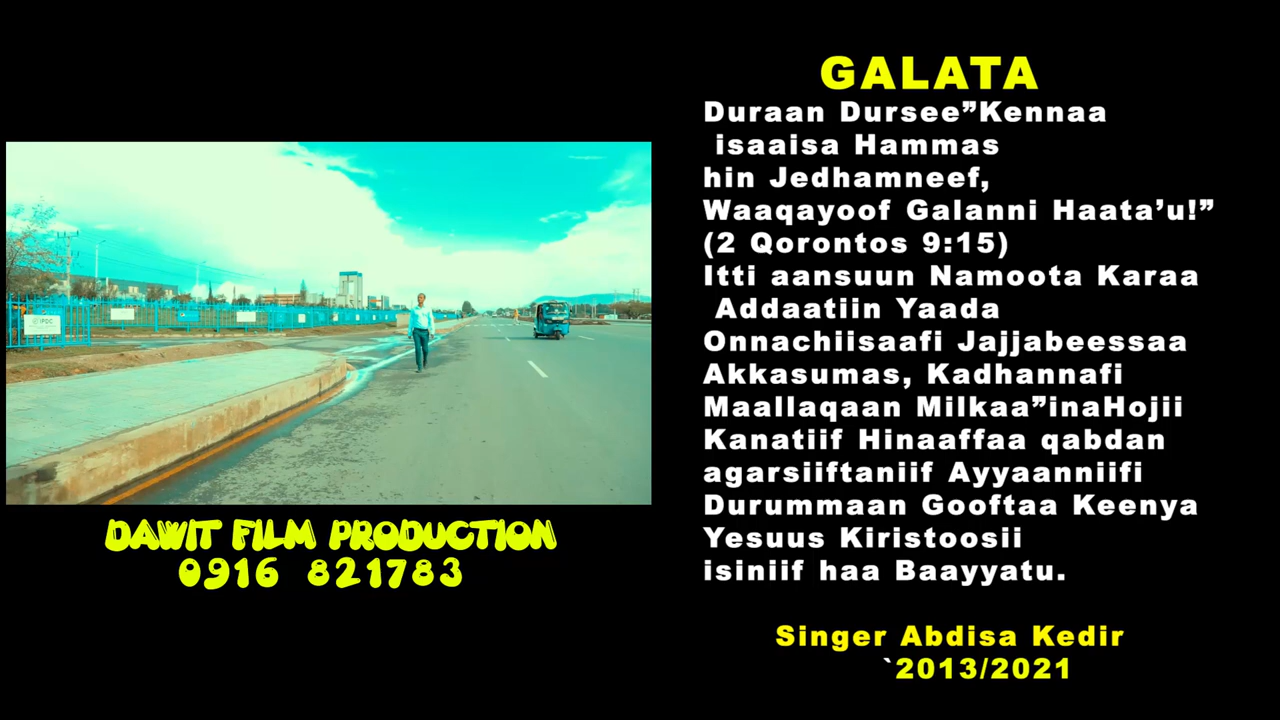 GALATA
Duraan Dursee”Kennaa
isaaisa Hammas
hin Jedhamneef,
Waaqayoof Galanni Haata’u!”
(2 Qorontos 9:15)
Itti aansuun Namoota Karaa
Addaatiin Yaada
Onnachiisaafi Jajjabeessaa
Akkasumas, Kadhannafi
Maallaqaan Milkaa”inaHojii
Kanatiif Hinaaffaa qabdan
agarsiiftaniif Ayyaanniifi
Durummaan Gooftaa Keenya
Yesuus Kiristoosii
isiniif haa Baayyatu.
Singer Abdisa Kedir
`2013/2021
IPDC
DAWIT FILM PRODUCTION
0916 821783